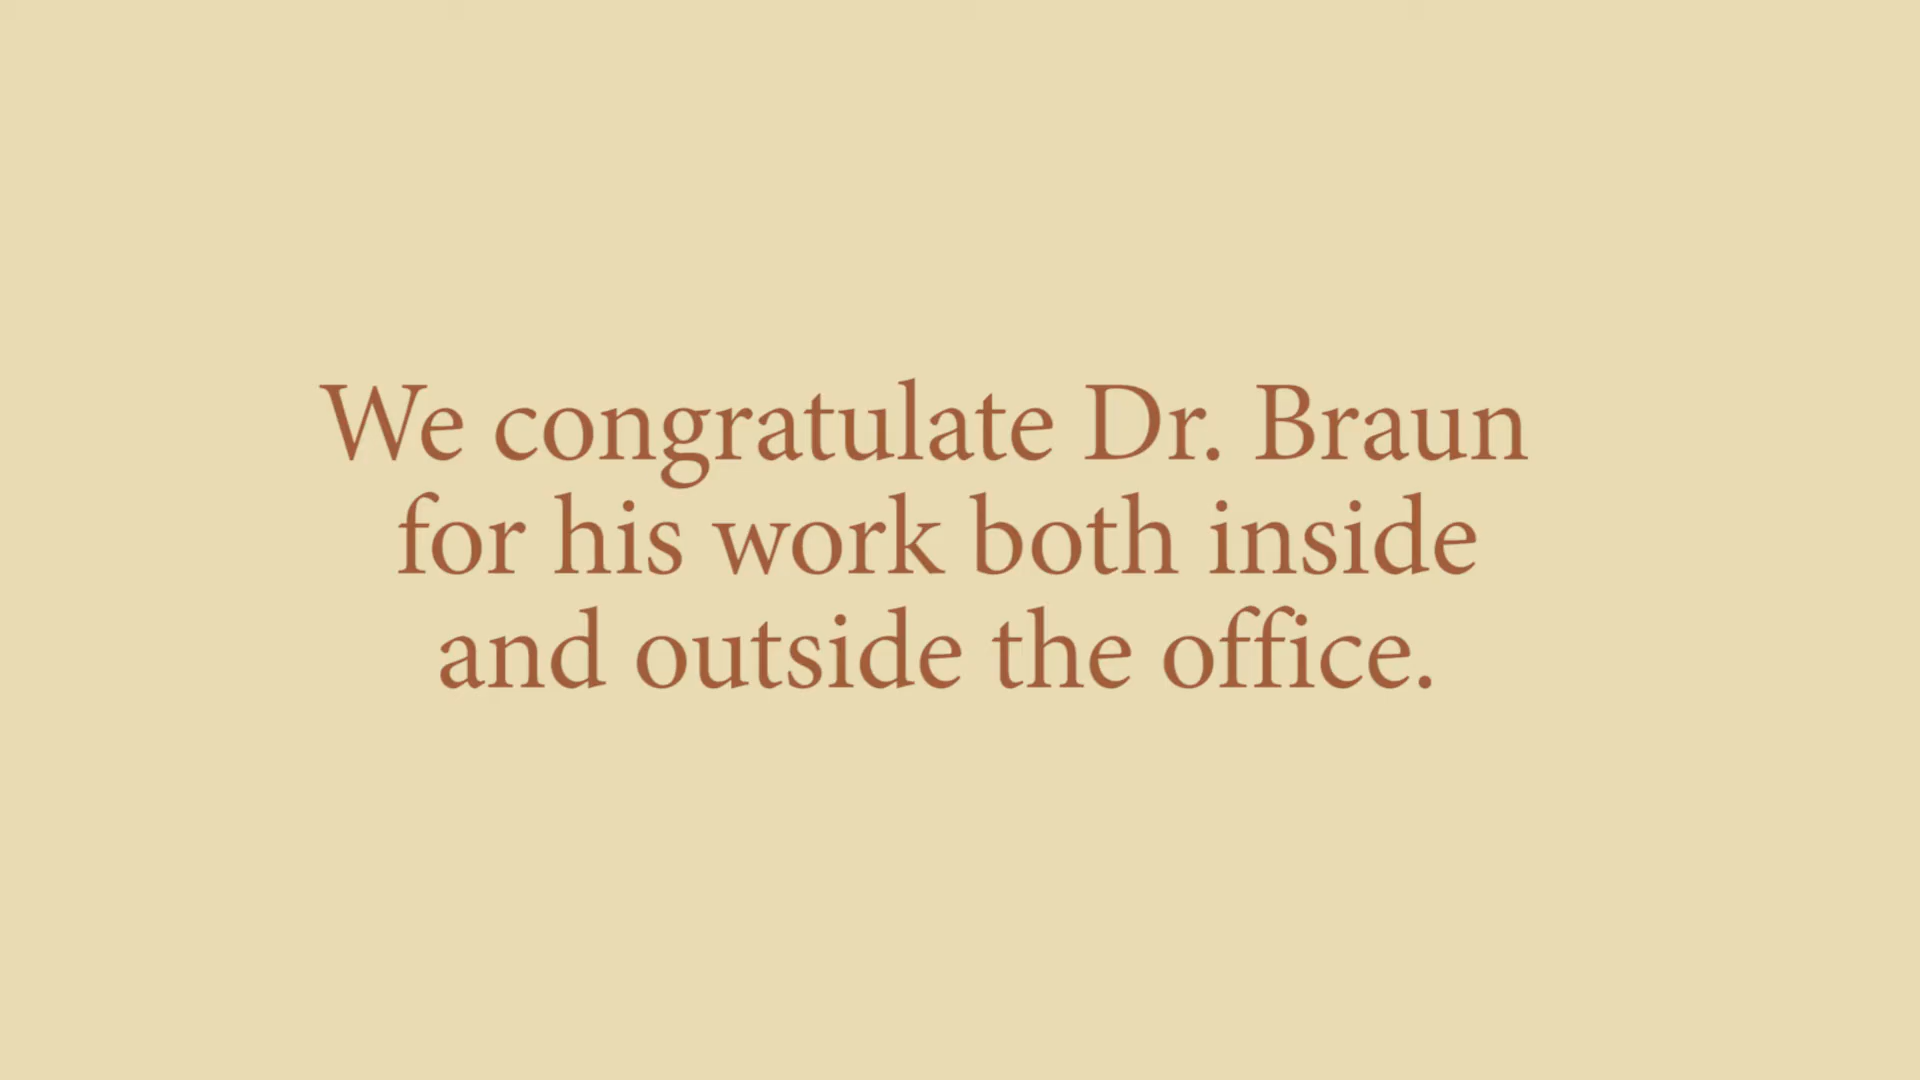 We congratulate Dr. Braun
for his work both inside
and outside the office.